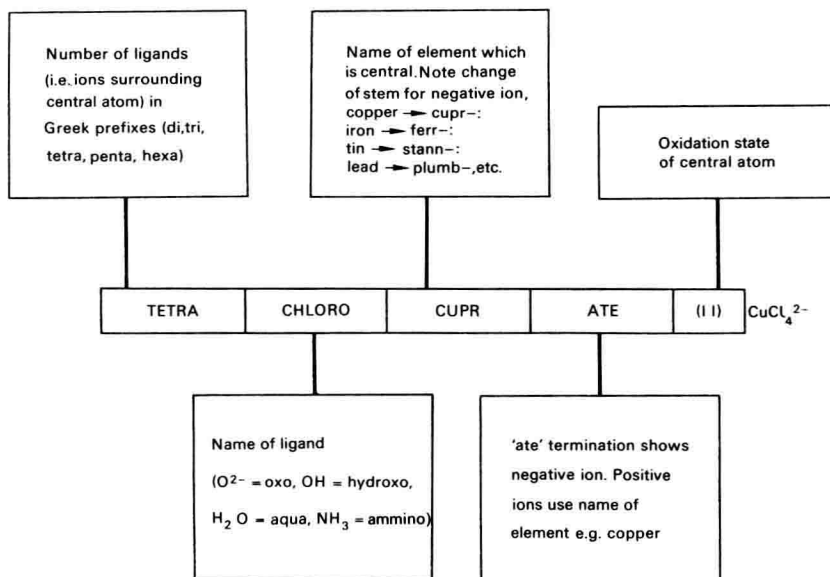 Number of ligands
(i.e. ions surrounding
central atom) in
Greek prefixes (di,tri,
tetra, penta, hexa)
Name of element which
is central. Note change
of stem for negative ion,
copper → cupr–:
iron → ferr–:
tin → stann–:
lead → plumb–,etc.
Oxidation state
of central atom
TETRA CHLORO CUPR ATE (II) CuCl₄²⁻
Name of ligand
(O²⁻ = oxo, OH = hydroxo,
H₂O = aqua, NH₃ = ammino)
'ate' termination shows
negative ion. Positive
ions use name of
element e.g. copper